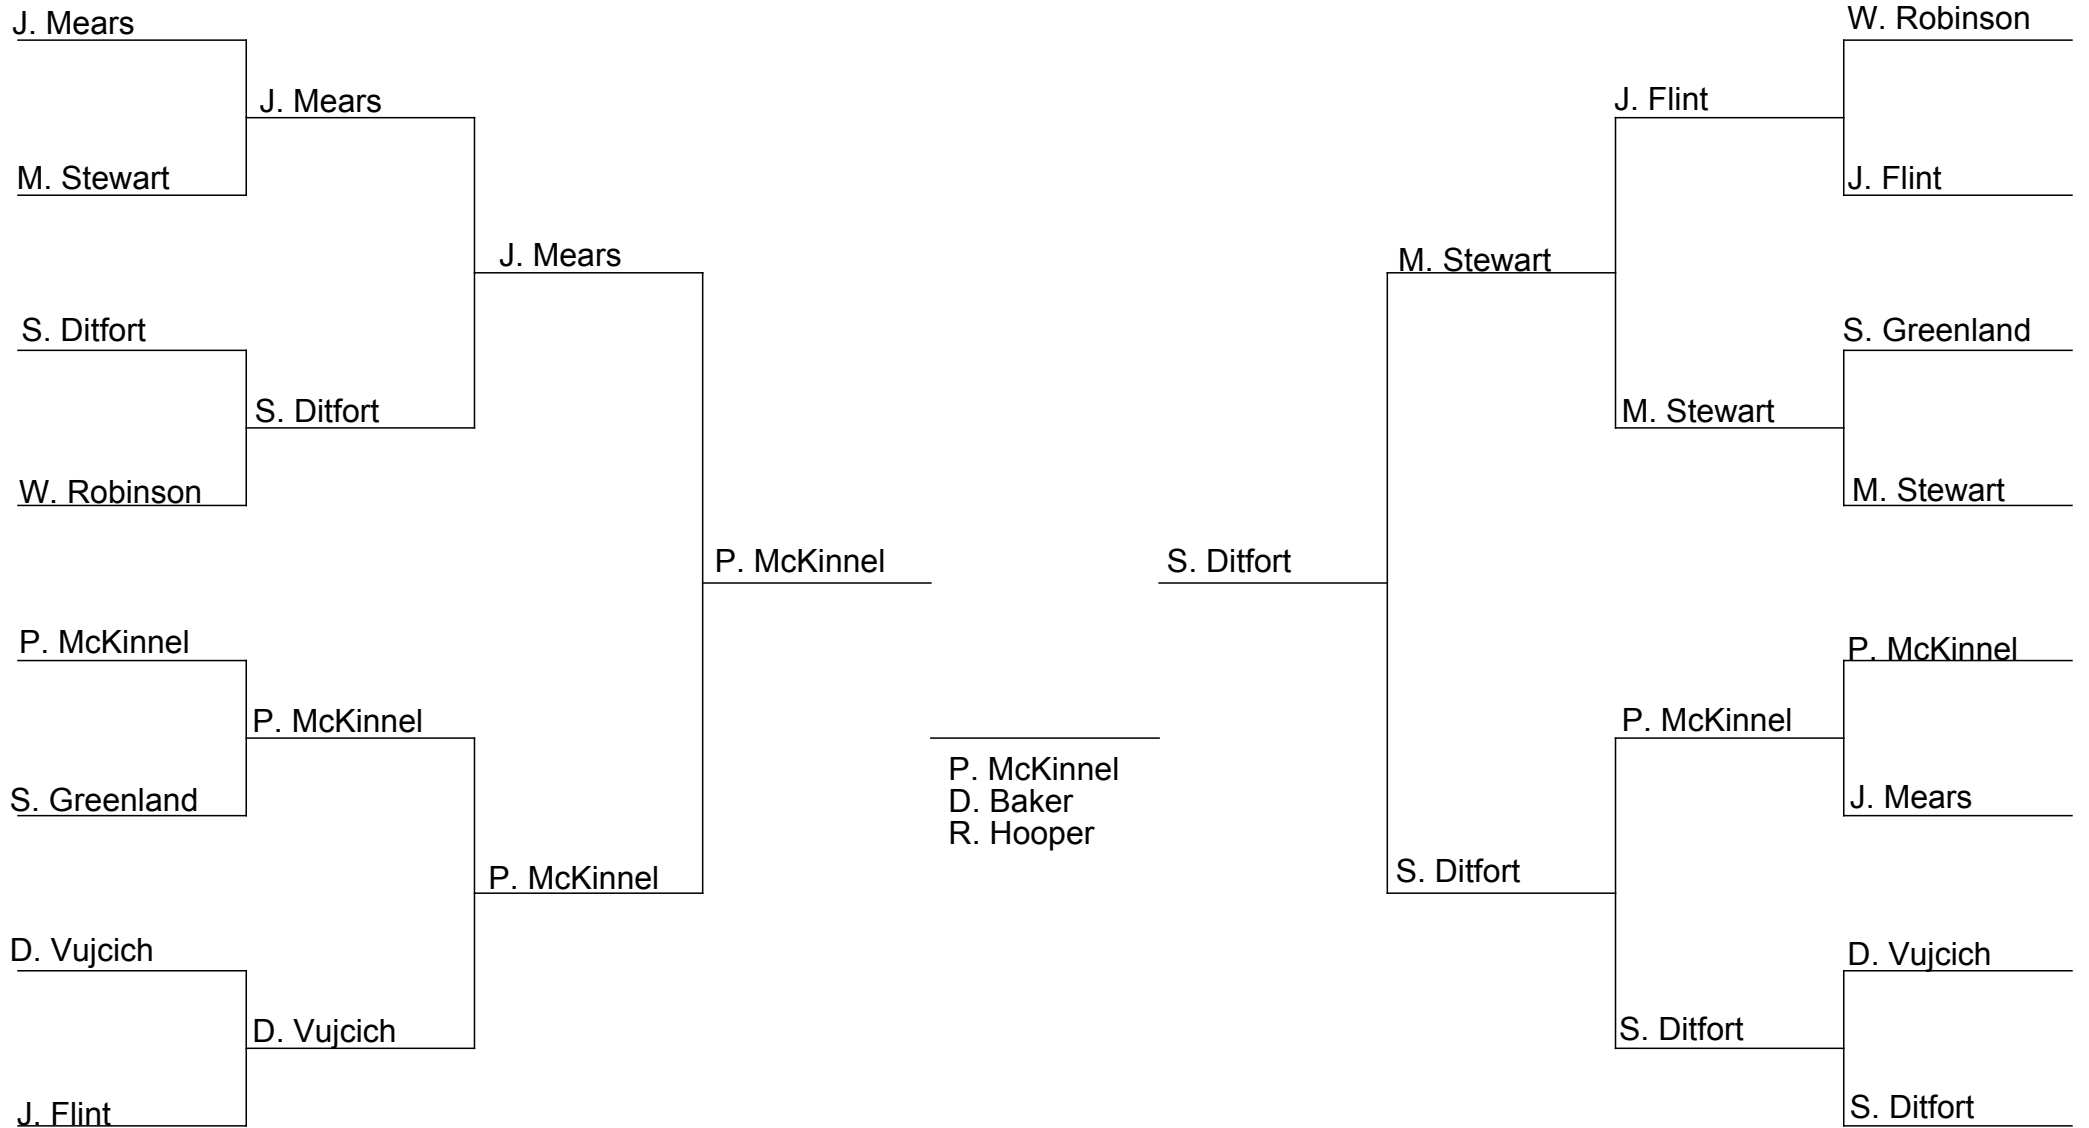 J. Mears
W. Robinson
J. Mears
J. Flint
M. Stewart
J. Flint
J. Mears
M. Stewart
S. Ditfort
S. Greenland
S. Ditfort
M. Stewart
W. Robinson
M. Stewart
P. McKinnel
S. Ditfort
P. McKinnel
P. McKinnel
P. McKinnel
P. McKinnel
P. McKinnel
D. Baker
R. Hooper
S. Greenland
J. Mears
P. McKinnel
S. Ditfort
D. Vujcich
D. Vujcich
D. Vujcich
S. Ditfort
J. Flint
S. Ditfort